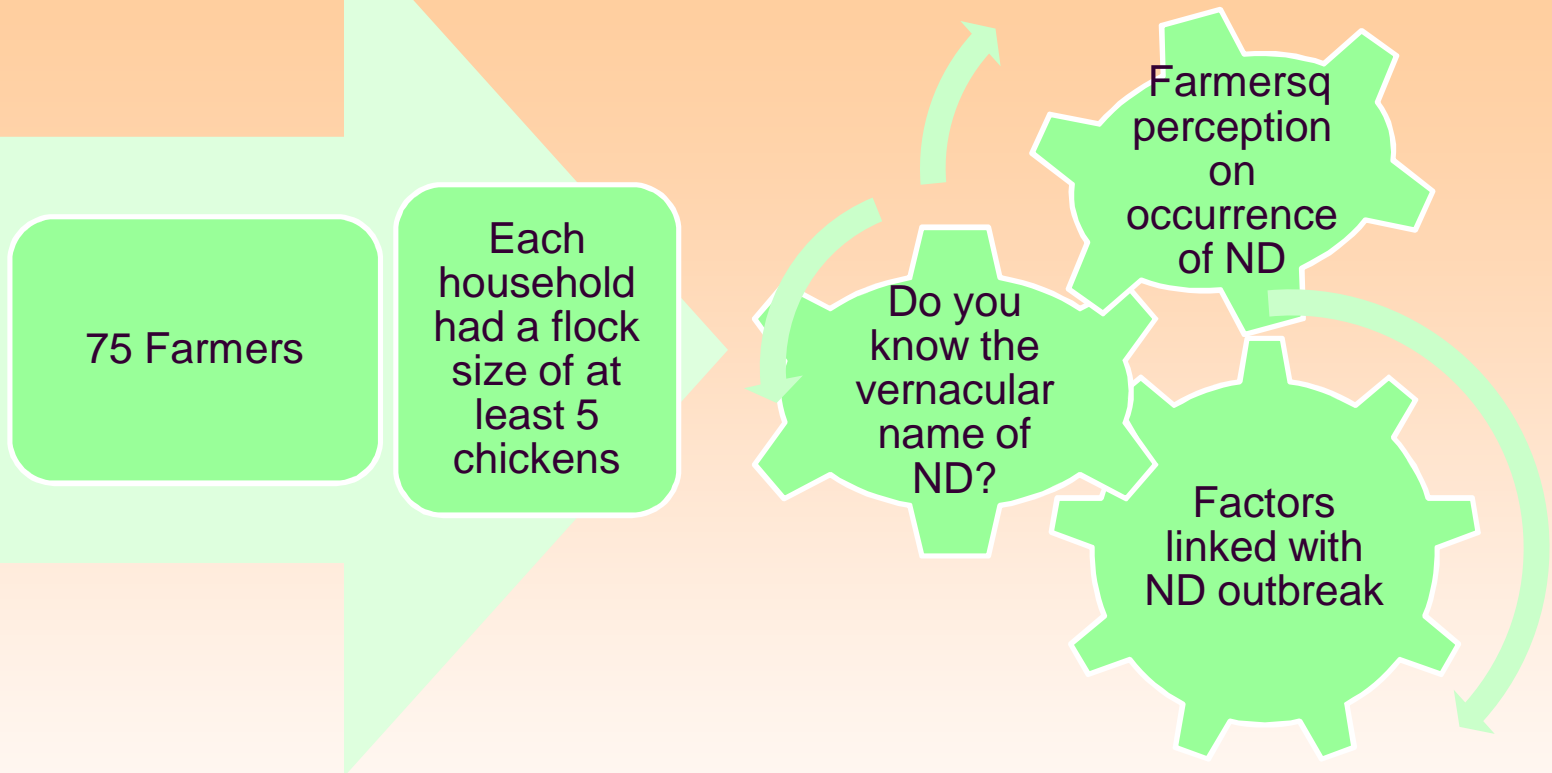 75 Farmers
Each
household
had a flock
size of at
least 5
chickens
Do you
know the
vernacular
name of
ND?
Farmersq
perception
on
occurrence
of ND
Factors
linked with
ND outbreak